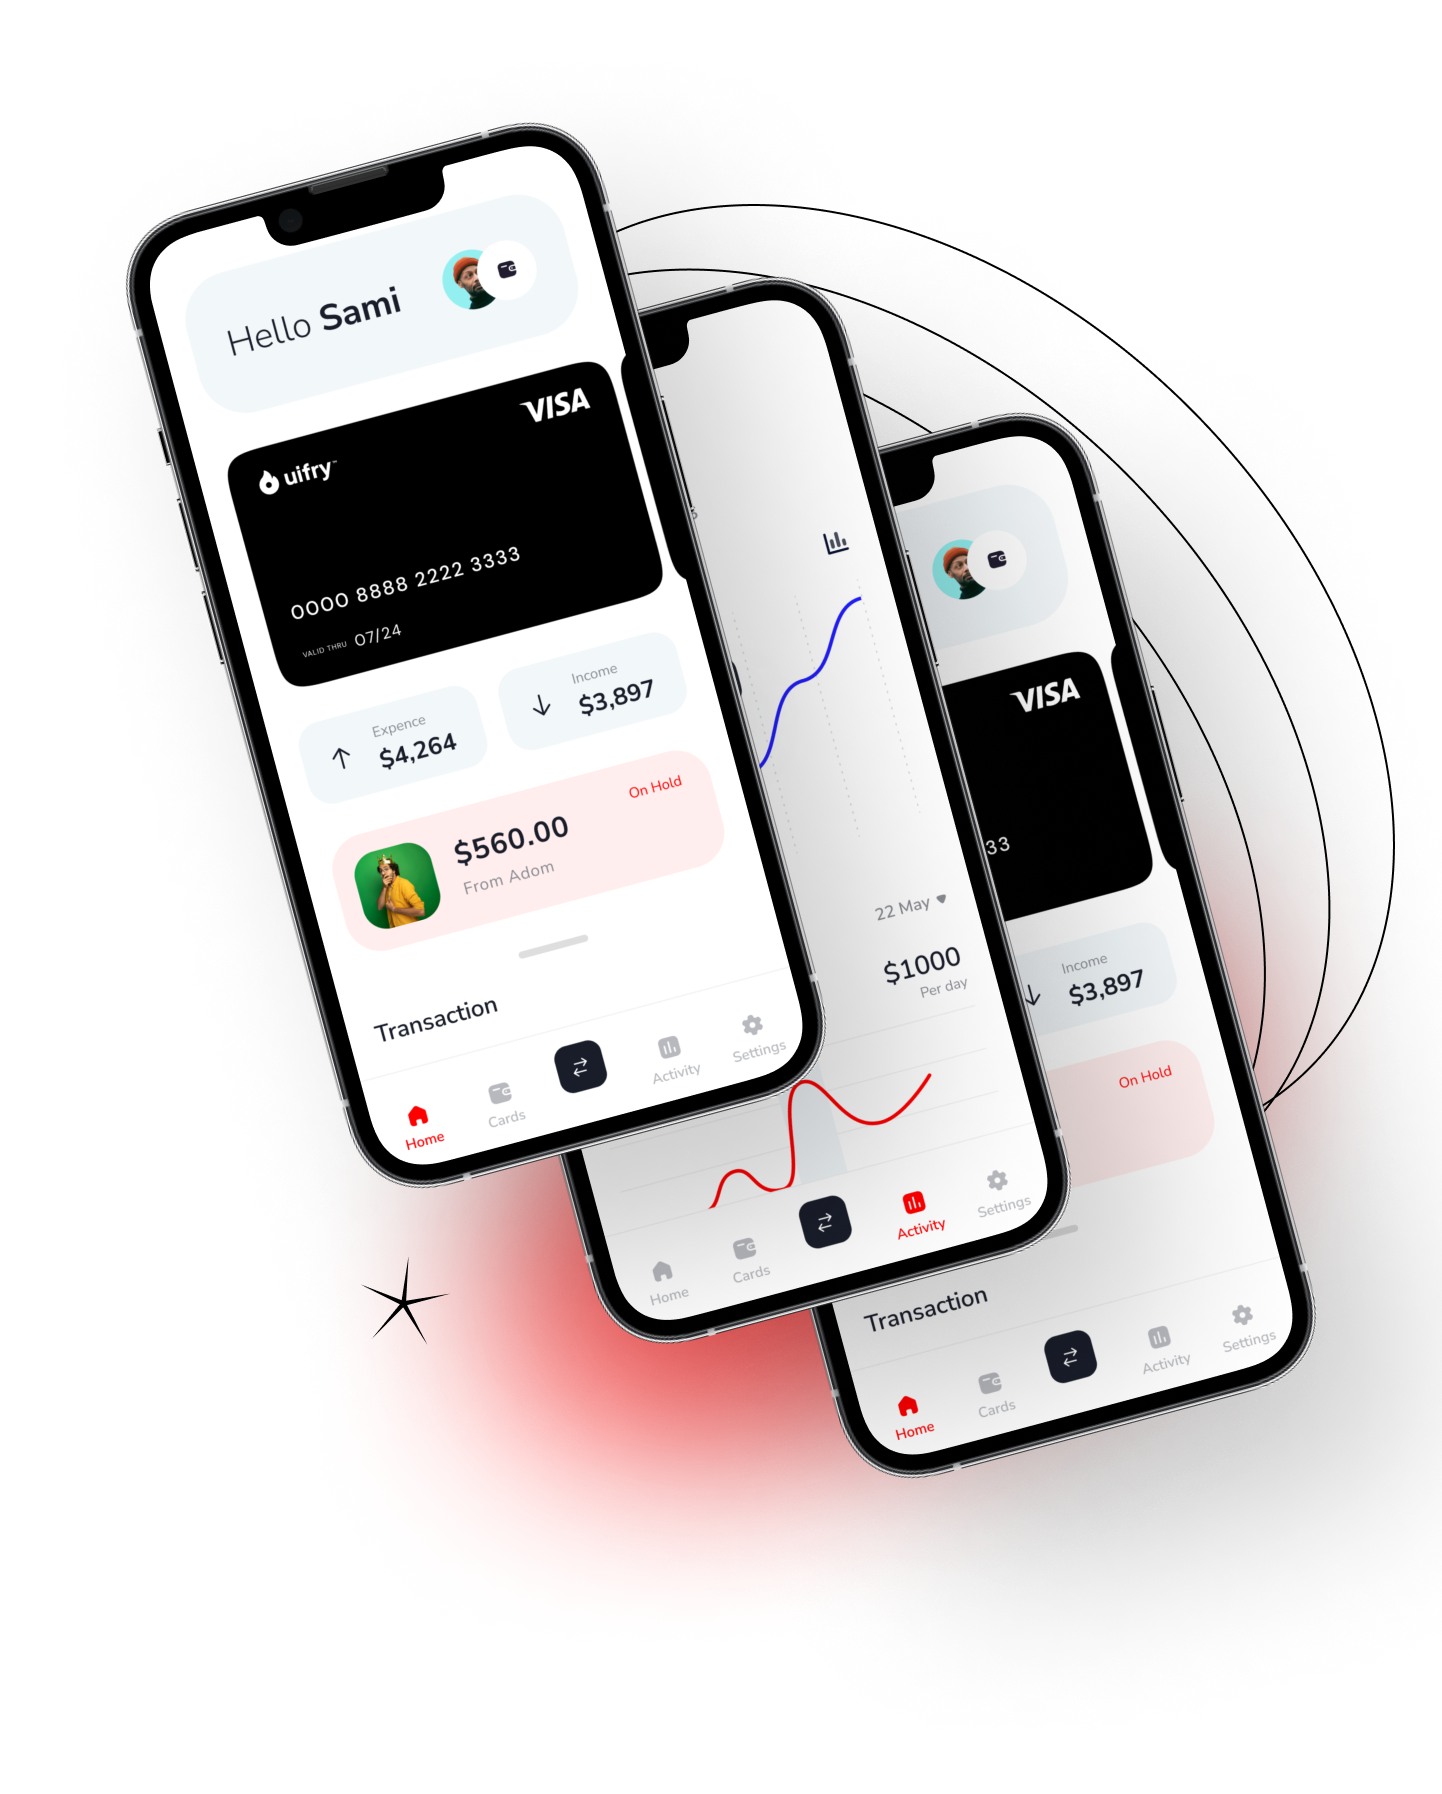 Hello Sami
VISA
uifry™
0000 8888 2222 3333
VALID THRU 07/24
Expence
$4,264
Income
$3,897
On Hold
$560.00
From Adom
Transaction
Home
Cards
Activity
Settings
22 May
$1000
Per day
Home
Cards
Activity
Settings
VISA
33
Income
$3,897
On Hold
Transaction
Home
Cards
Activity
Settings